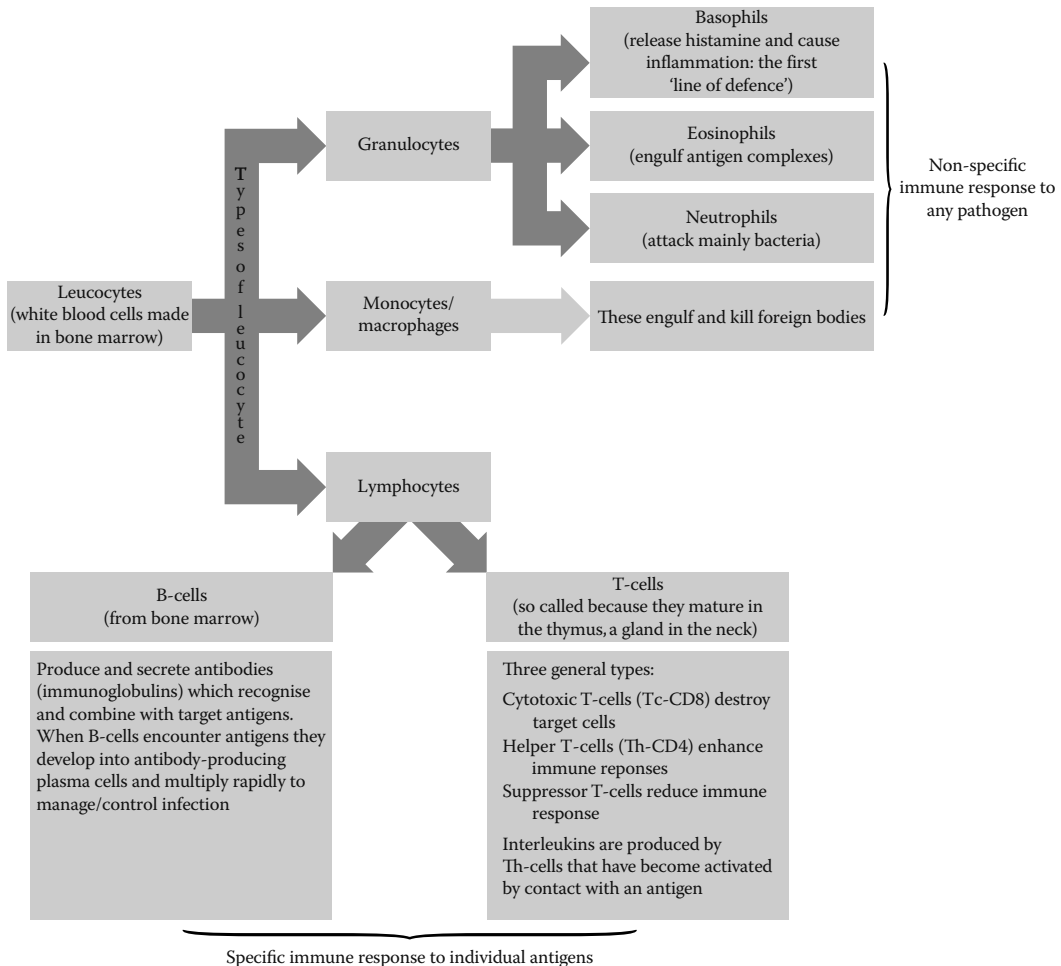 Basophils
(release histamine and cause
inflammation: the first
‘line of defence’)
Granulocytes
Eosinophils
(engulf antigen complexes)
Non-specific
immune response to
any pathogen
Neutrophils
(attack mainly bacteria)
Types of leucocyte
Leucocytes
(white blood cells made
in bone marrow)
Monocytes/
macrophages
These engulf and kill foreign bodies
Lymphocytes
B-cells
(from bone marrow)
T-cells
(so called because they mature in
the thymus, a gland in the neck)
Produce and secrete antibodies
(immunoglobulins) which recognise
and combine with target antigens.
When B-cells encounter antigens they
develop into antibody-producing
plasma cells and multiply rapidly to
manage/control infection
Three general types:
Cytotoxic T-cells (Tc-CD8) destroy
target cells
Helper T-cells (Th-CD4) enhance
immune reponses
Suppressor T-cells reduce immune
response
Interleukins are produced by
Th-cells that have become activated
by contact with an antigen
Specific immune response to individual antigens